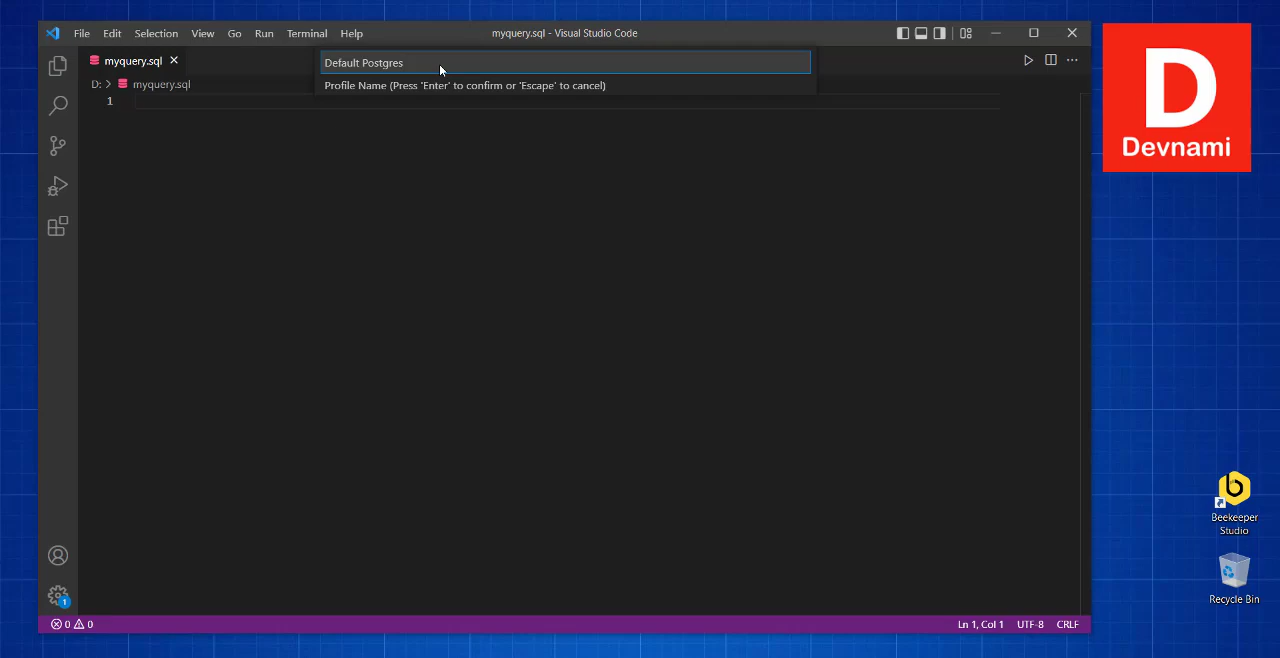 File Edit Selection View Go Run Terminal Help
myquery.sql - Visual Studio Code
myquery.sql
Default Postgres
Profile Name (Press 'Enter' to confirm or 'Escape' to cancel)
D: > myquery.sql
1
D
Devnami
b
Beekeeper
Studio
Recycle Bin
1
0 0
Ln 1, Col 1 UTF-8 CRLF